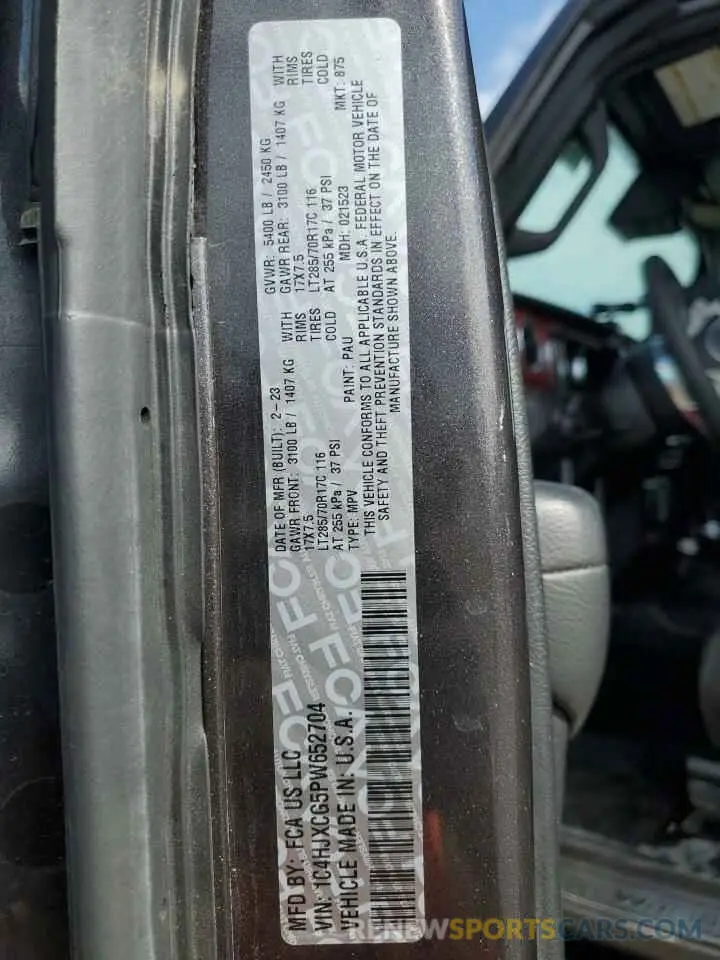 MFD BY: FCA US LLC
DATE OF MFR (BUILT): 2-23
GVWR: 5400 LB / 2450 KG
GAWR FRONT: 3100 LB / 1407 KG WITH
17X7.5 RIMS
LT285/70R17C 116 TIRES
AT 255 kPa / 37 PSI COLD
GAWR REAR: 3100 LB / 1407 KG WITH
17X7.5 RIMS
LT285/70R17C 116 TIRES
AT 255 kPa / 37 PSI COLD
VIN: 1C4HJXCG5PW652704
TYPE: MPV
PAINT: PAU
MDH: 021523
MKT: 875
VEHICLE MADE IN: U.S.A.
THIS VEHICLE CONFORMS TO ALL APPLICABLE U.S.A. FEDERAL MOTOR VEHICLE
SAFETY AND THEFT PREVENTION STANDARDS IN EFFECT ON THE DATE OF
MANUFACTURE SHOWN ABOVE.
RENEWSPORTSCARS.COM